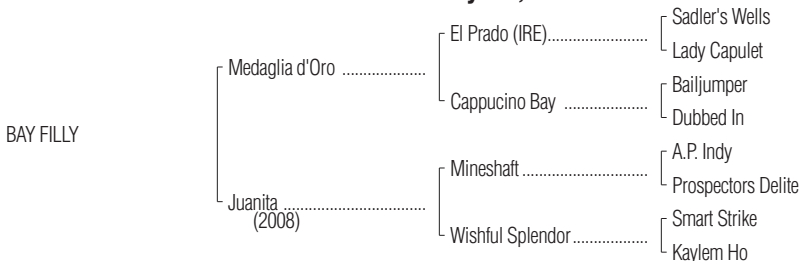 Sadler's Wells
El Prado (IRE)....................
Lady Capulet
Medaglia d'Oro ....................
Bailjumper
Cappucino Bay ....................
Dubbed In
BAY FILLY
A.P. Indy
Mineshaft ....................
Prospectors Delite
Juanita ....................
(2008)
Smart Strike
Wishful Splendor....................
Kaylem Ho